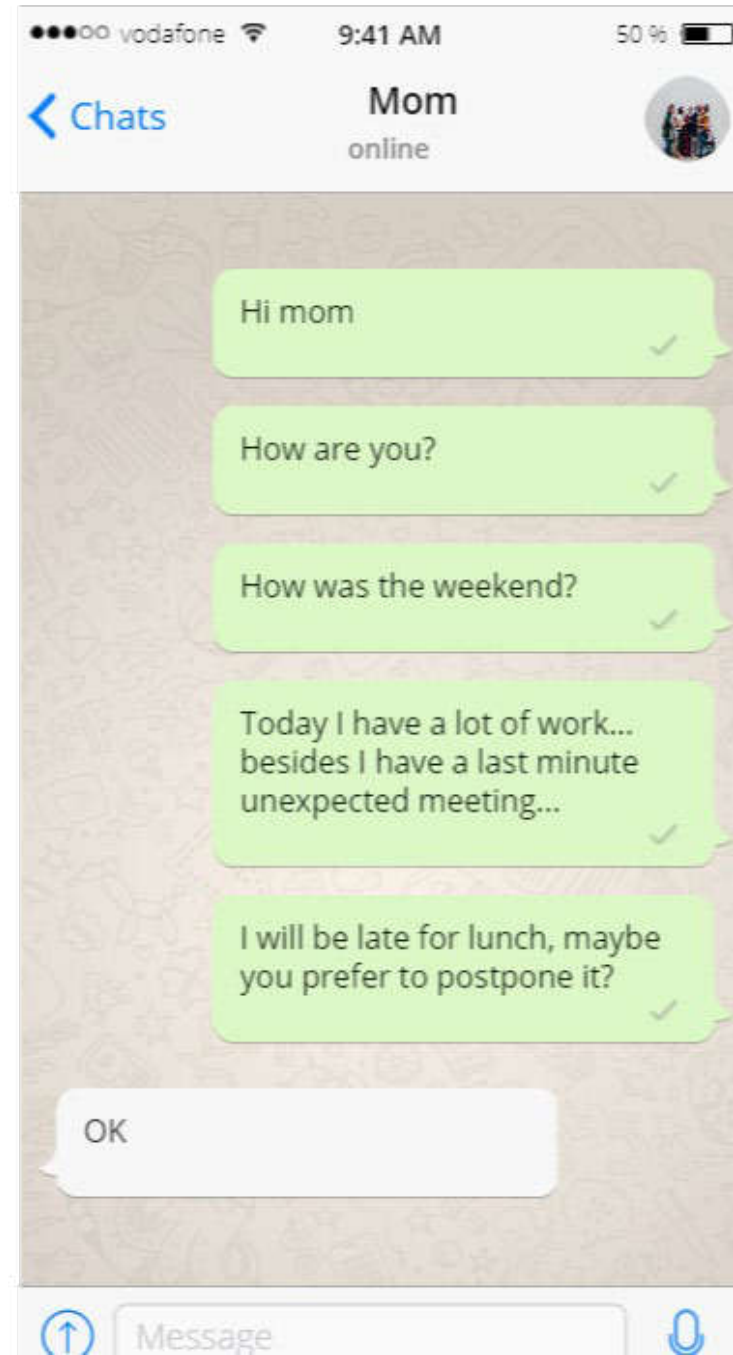 vodafone 9:41 AM 50 %
Chats
Mom
online
Hi mom
How are you?
How was the weekend?
Today I have a lot of work...
besides I have a last minute
unexpected meeting...
I will be late for lunch, maybe
you prefer to postpone it?
OK
Message